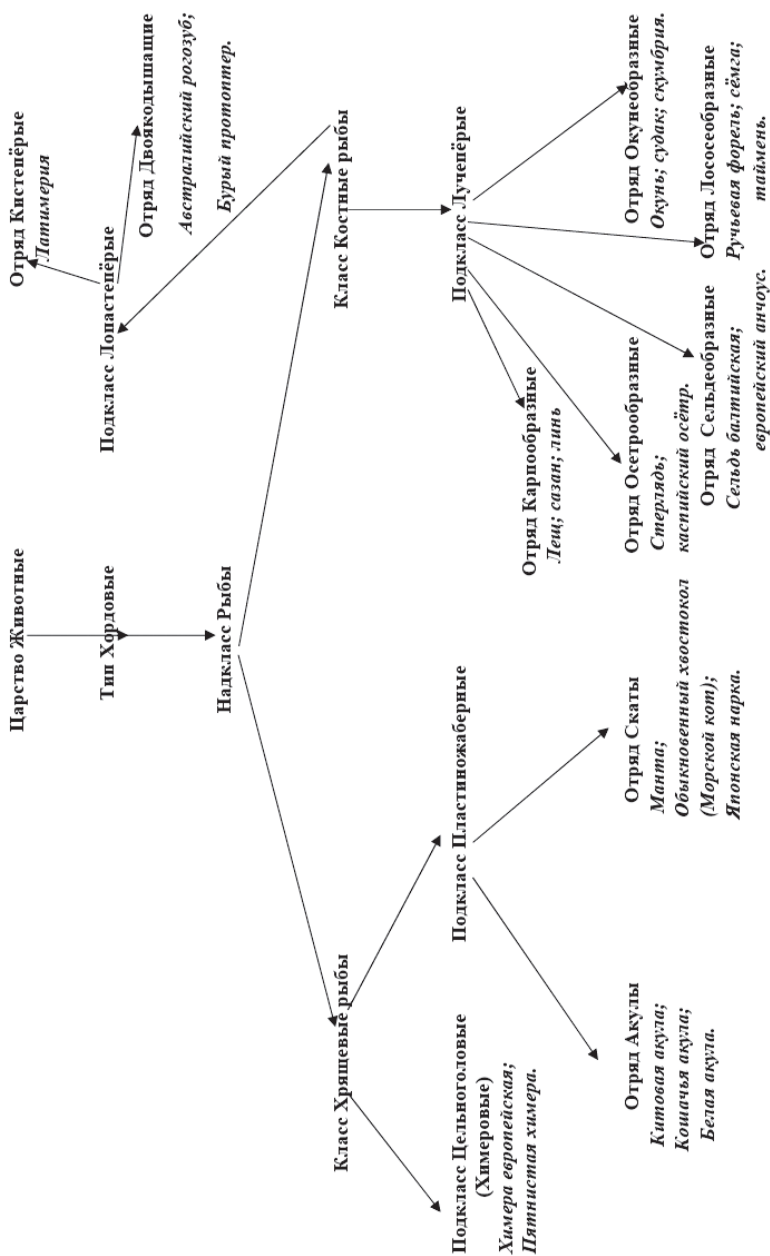 Царство Животные
Тип Хордовые
Надкласс Рыбы
Класс Хрящевые рыбы
Подкласс Цельноголовые
(Химеровые)
Химера европейская;
Пятнистая химера.
Подкласс Пластиножаберные
Отряд Акулы
Китовая акула;
Кошачья акула;
Белая акула.
Отряд Скаты
Манта;
Обыкновенный хвостокол
(Морской кот);
Японская нарка.
Класс Костные рыбы
Подкласс Лопастепёрые
Отряд Кистепёрые
Латимерия
Отряд Двоякодышащие
Австралийский рогозуб;
Бурый протоптер.
Подкласс Лучепёрые
Отряд Карпообразные
Лещ; сазан; линь
Отряд Осетрообразные
Стерлядь;
каспийский осётр.
Отряд Сельдеобразные
Сельдь балтийская;
европейский анчоус.
Отряд Лососеобразные
Ручьевая форель; сёмга;
таймень.
Отряд Окунеобразные
Окунь; судак; скумбрия.